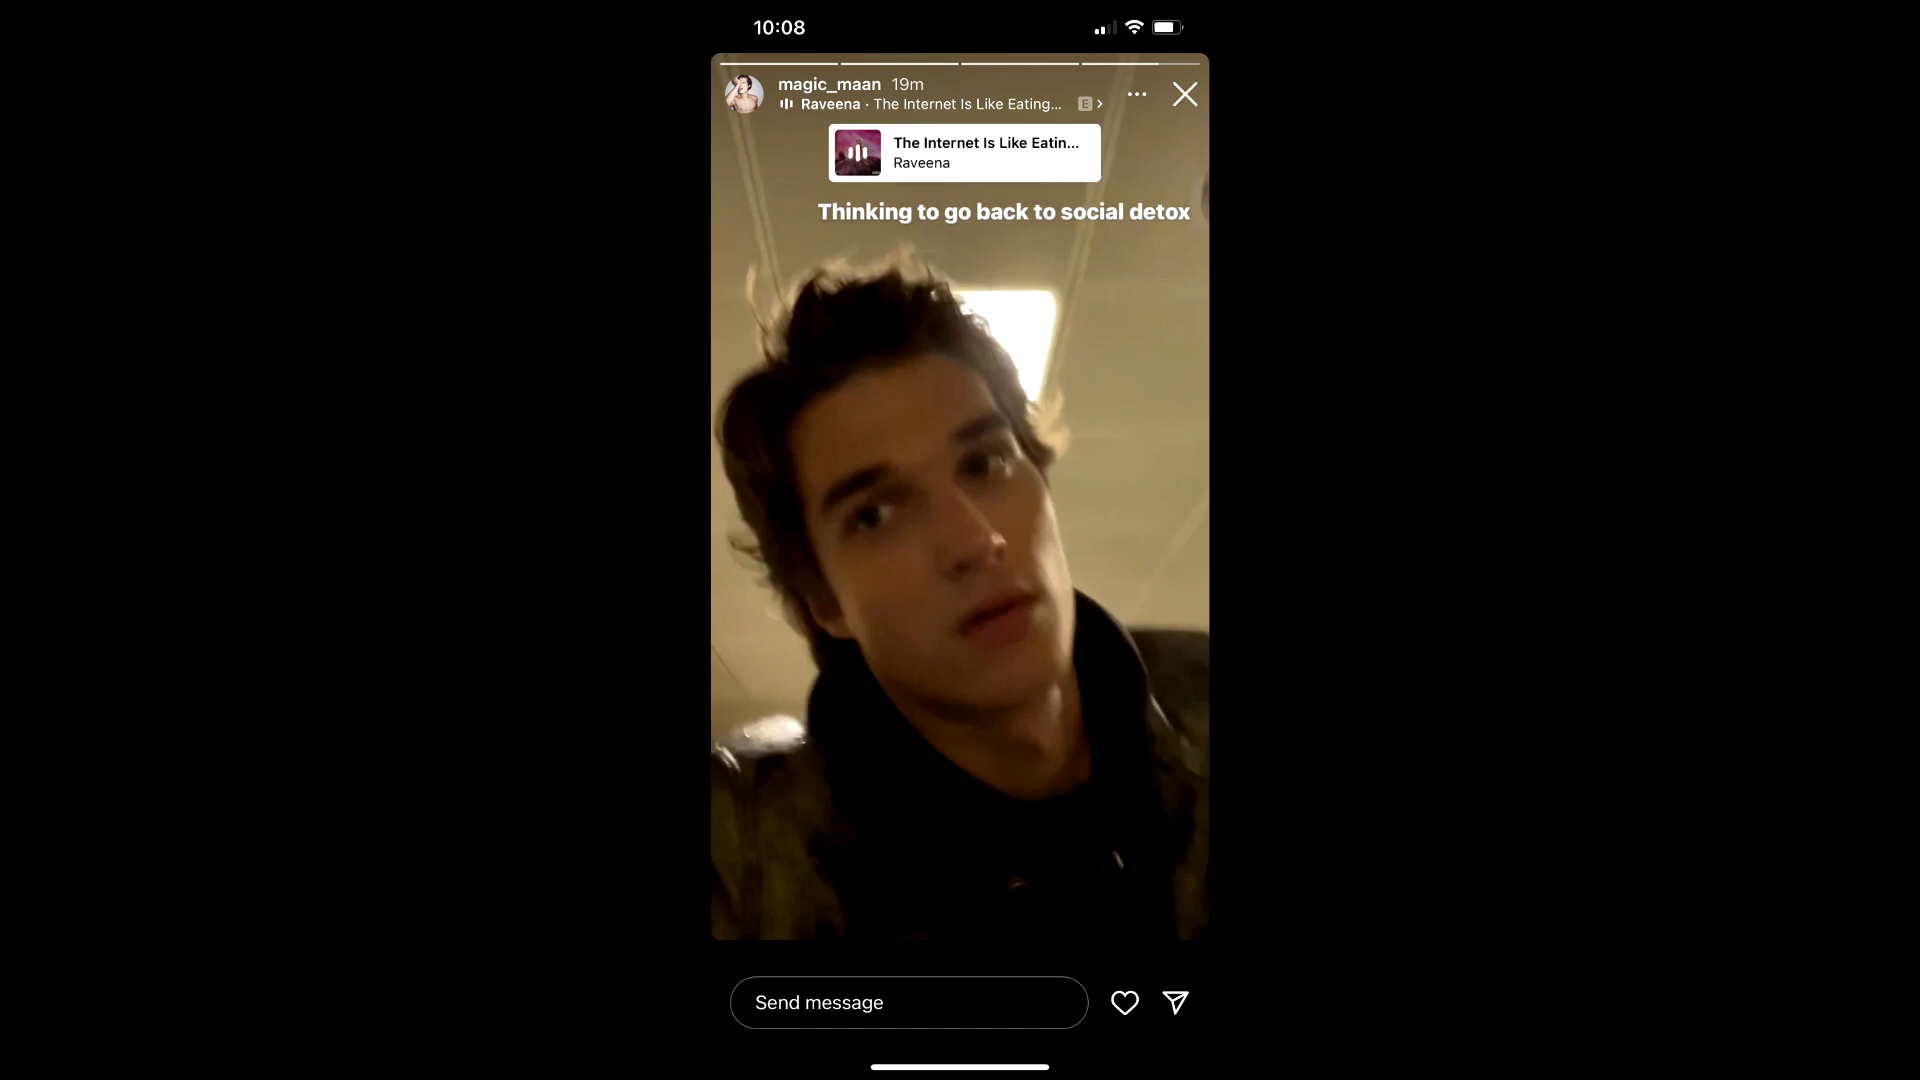 10:08
magic_maan 19m
Raveena · The Internet Is Like Eating... E
The Internet Is Like Eatin...
Raveena
Thinking to go back to social detox
Send message